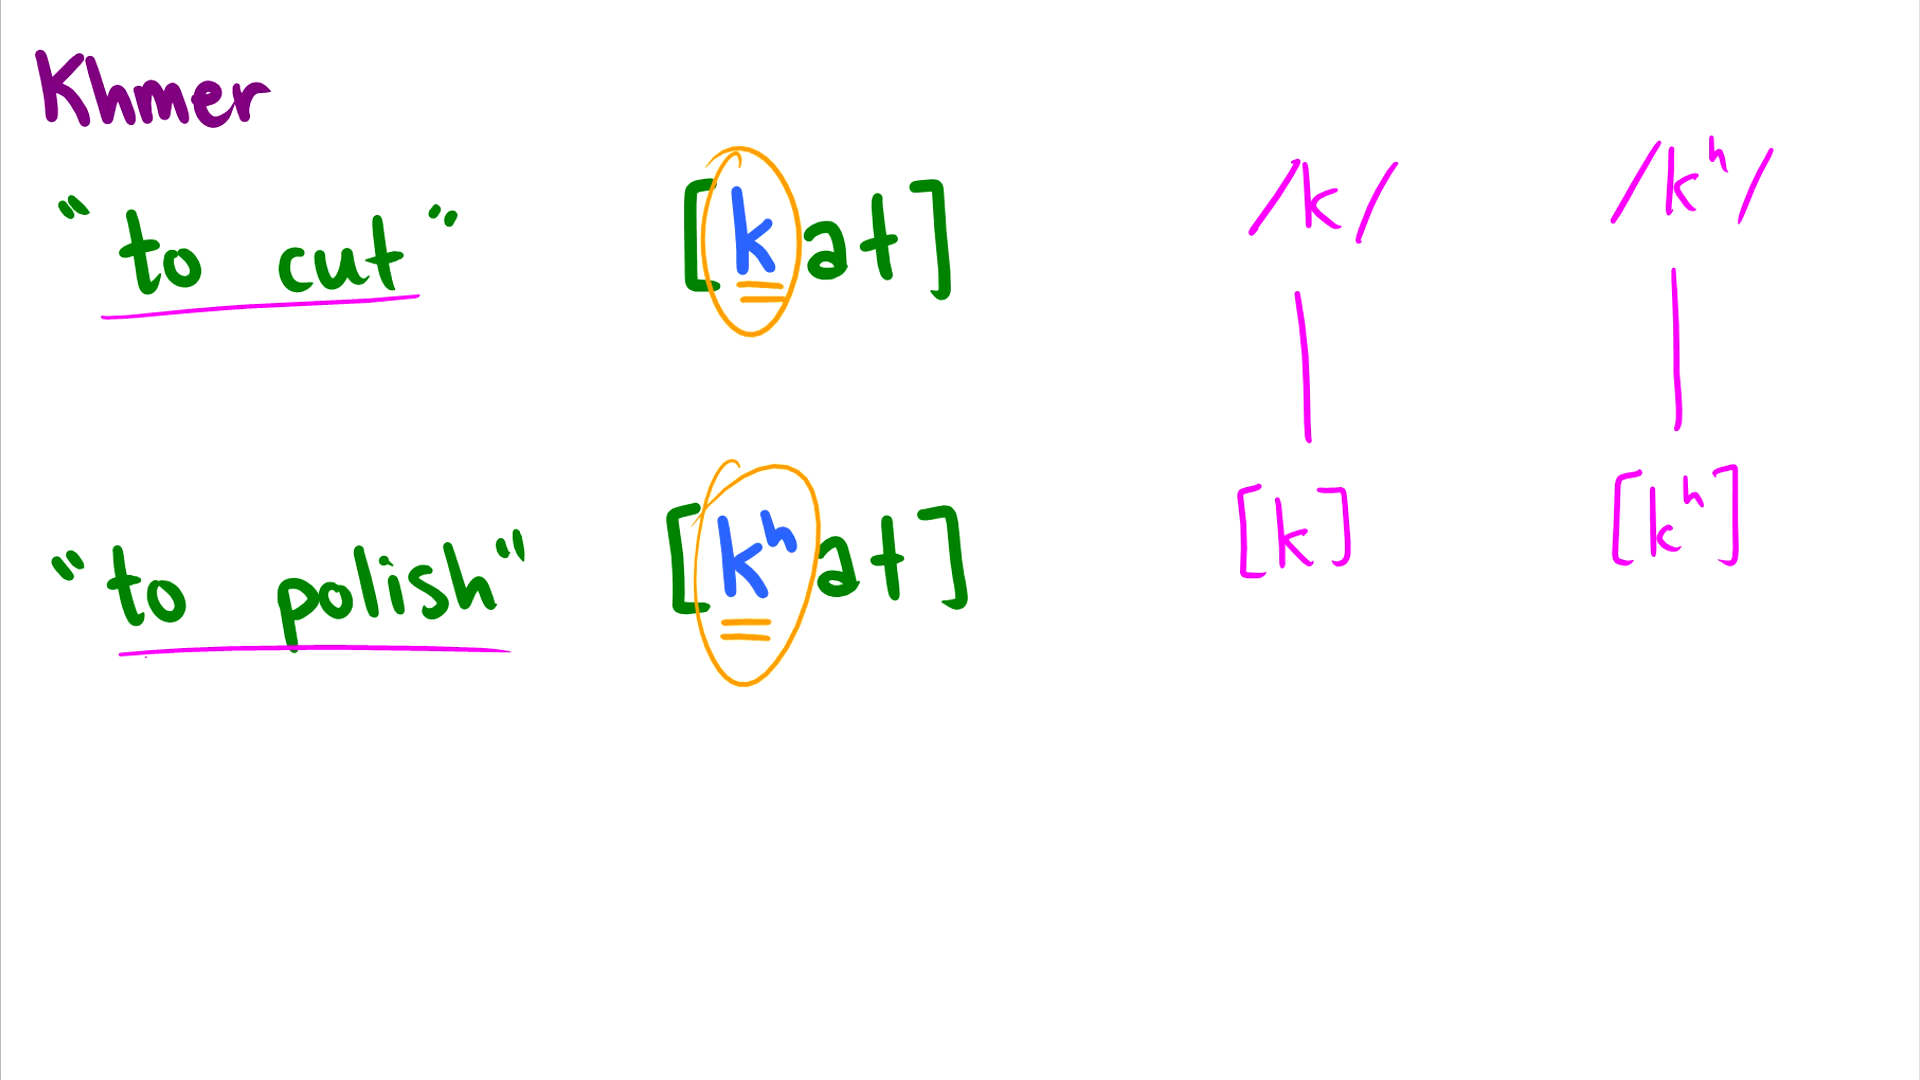 Khmer
"to cut" [kat] /k/ /kʰ/
"to polish" [kʰat] [k] [kʰ]